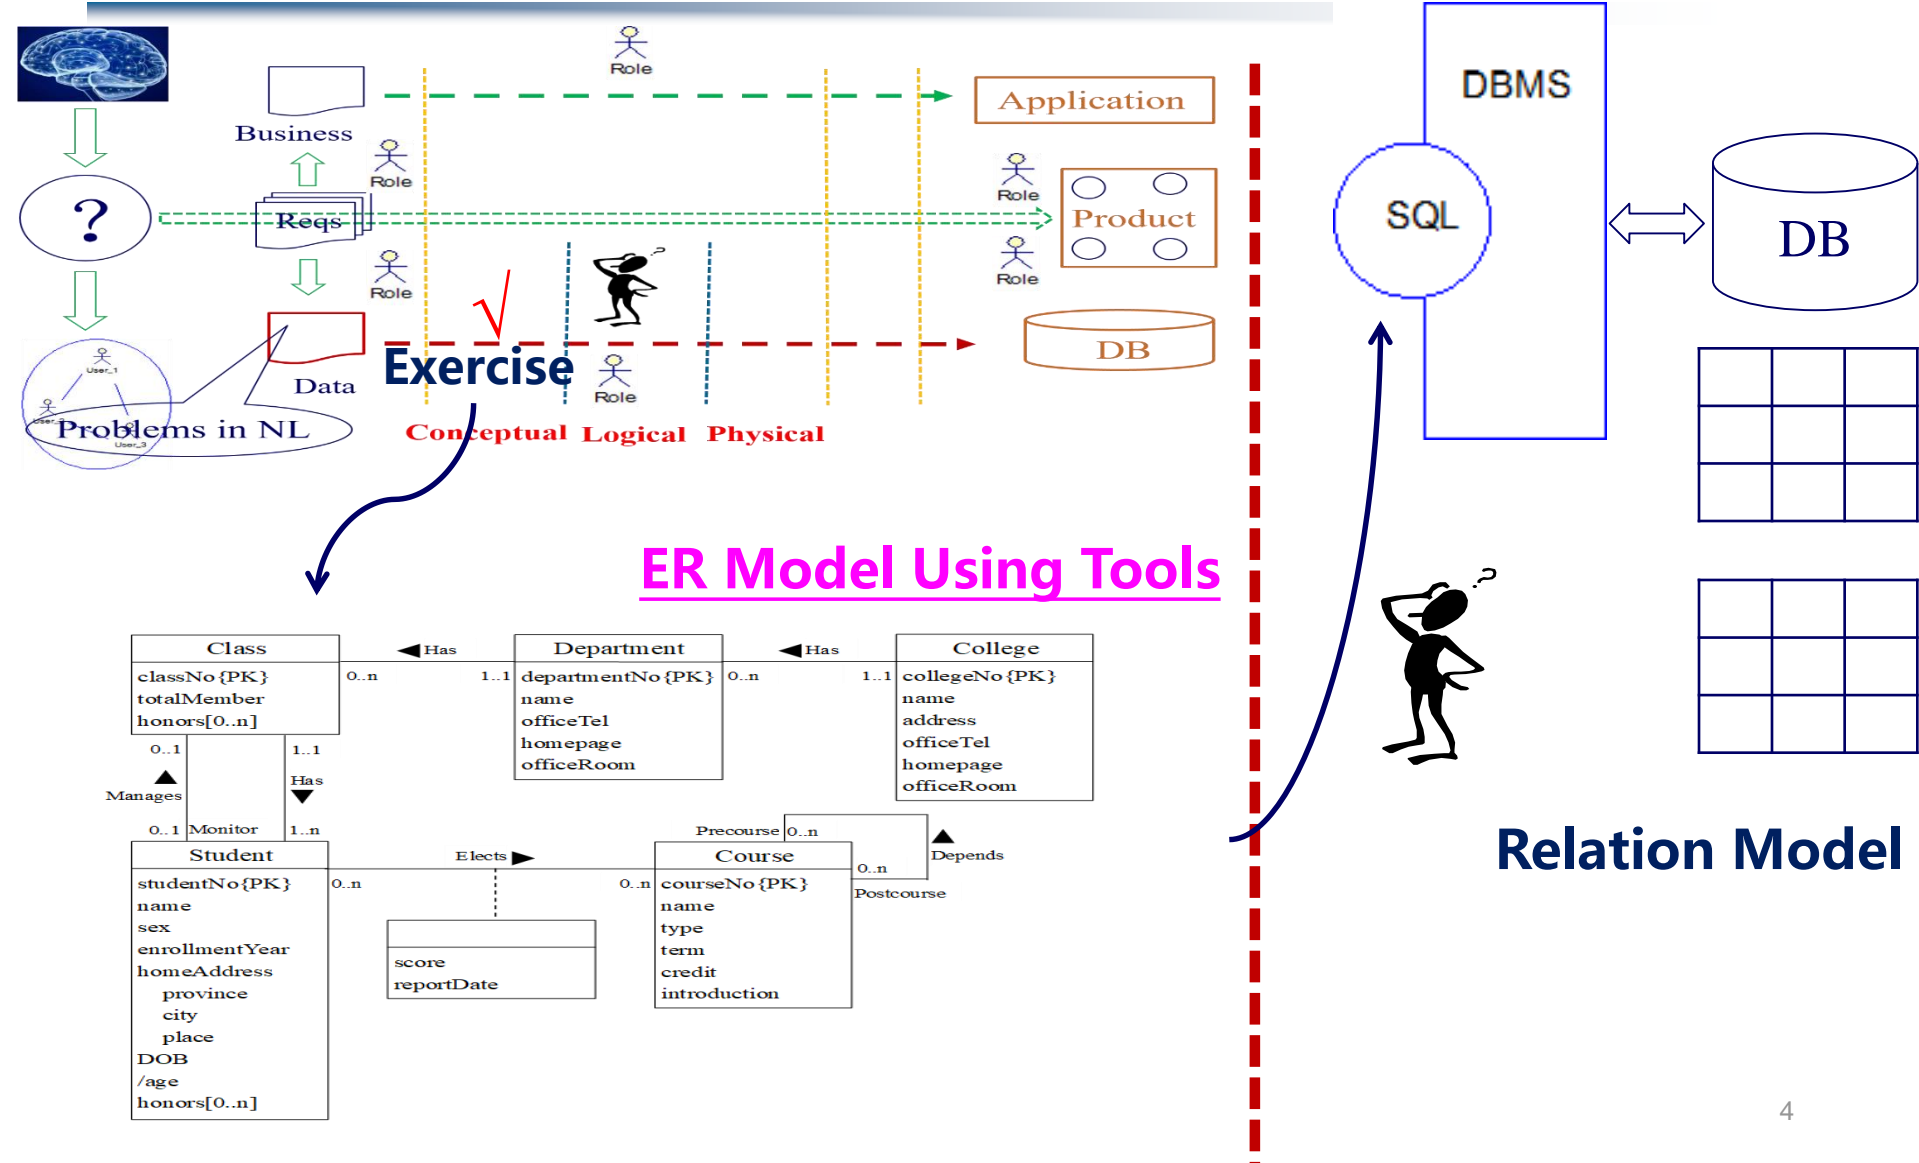 Role
Application
Business
Role
Role
?
Reqs
Product
Role
Role
√
Exercise
DB
Data
Role
User_1
User_3
Problems in NL
Conceptual Logical Physical
DBMS
SQL
DB
ER Model Using Tools
Class
classNo{PK}
totalMember
honors[0..n]
0..n
Has
1..1
Department
departmentNo{PK}
name
officeTel
homepage
officeRoom
0..n
Has
1..1
College
collegeNo{PK}
name
address
officeTel
homepage
officeRoom
0..1
1..1
Manages
Has
0..1
Monitor
1..n
Student
studentNo{PK}
name
sex
enrollmentYear
homeAddress
province
city
place
DOB
/age
honors[0..n]
0..n
Elects
0..n
score
reportDate
Precourse
0..n
Course
courseNo{PK}
name
type
term
credit
introduction
0..n
Postcourse
Depends
Relation Model
4